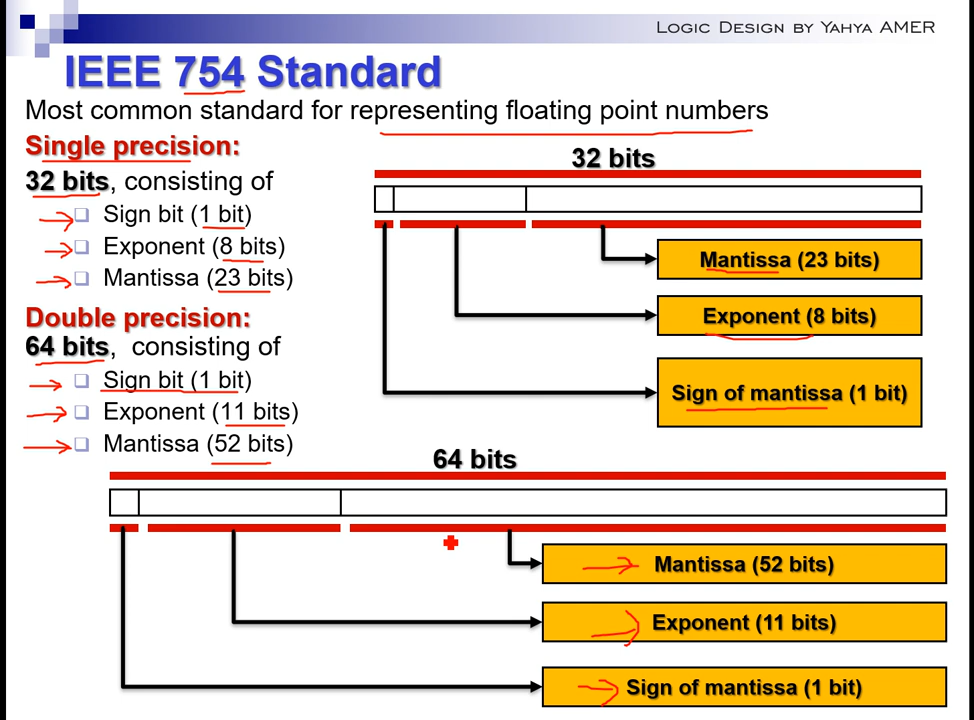 LOGIC DESIGN BY YAHYA AMER
IEEE 754 Standard
Most common standard for representing floating point numbers
Single precision:
32 bits, consisting of
Sign bit (1 bit)
Exponent (8 bits)
Mantissa (23 bits)
Double precision:
64 bits, consisting of
Sign bit (1 bit)
Exponent (11 bits)
Mantissa (52 bits)
32 bits
Mantissa (23 bits)
Exponent (8 bits)
Sign of mantissa (1 bit)
64 bits
Mantissa (52 bits)
Exponent (11 bits)
Sign of mantissa (1 bit)